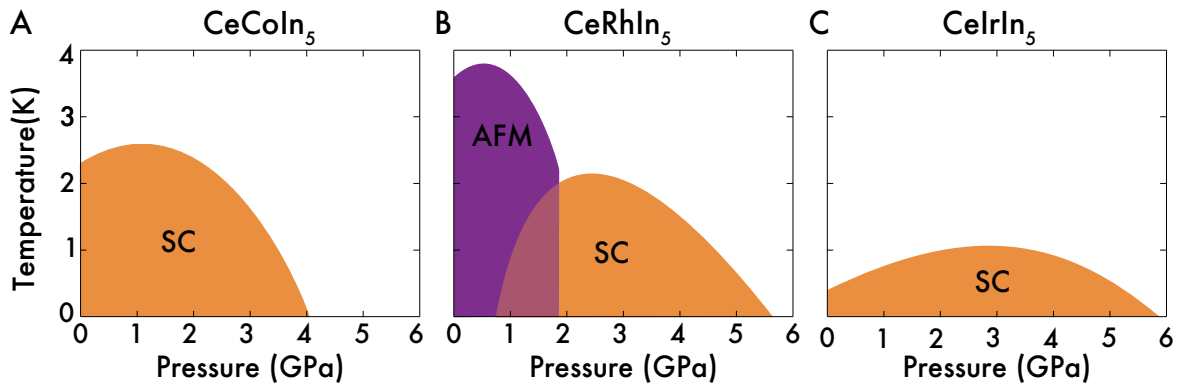 A CeCoIn5 B CeRhIn5 C CeIrIn5
Temperature(K)
4
3
2
1
0
SC
AFM
SC
SC
0 1 2 3 4 5 6
0 1 2 3 4 5 6
0 1 2 3 4 5 6
Pressure (GPa)
Pressure (GPa)
Pressure (GPa)